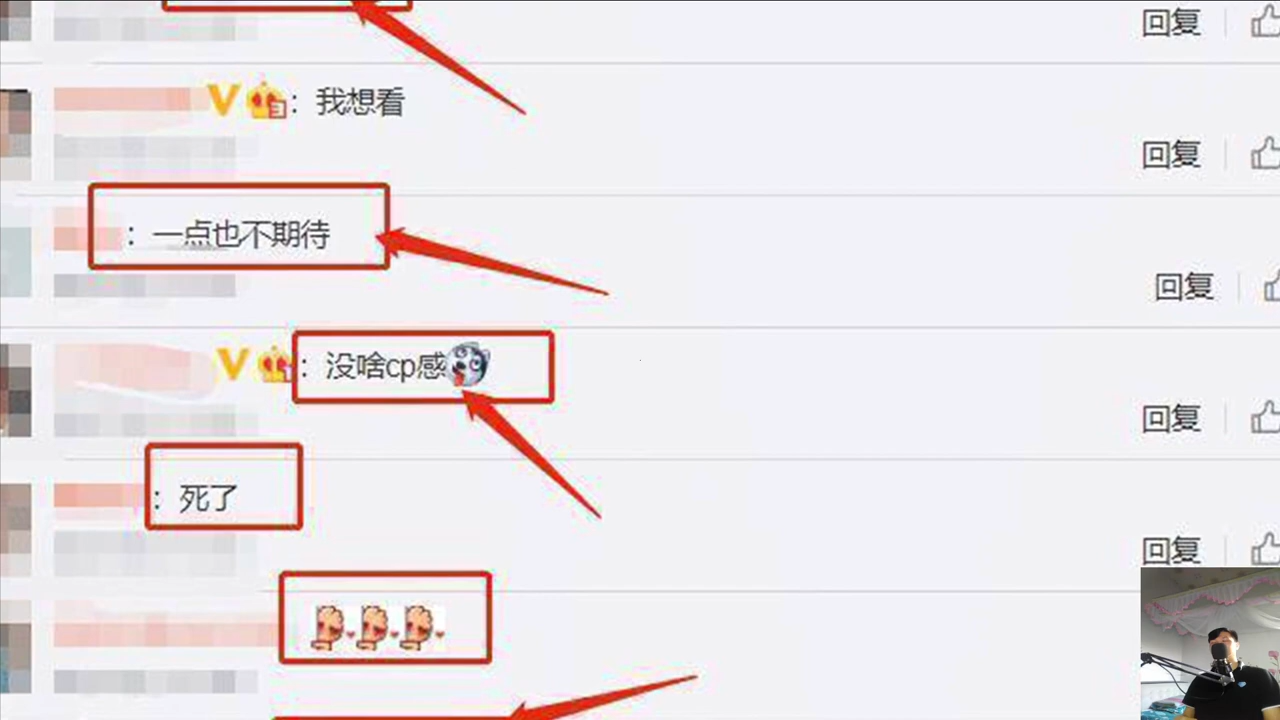 回复
: 我想看
回复
: 一点也不期待
回复
: 没啥cp感
回复
: 死了
回复